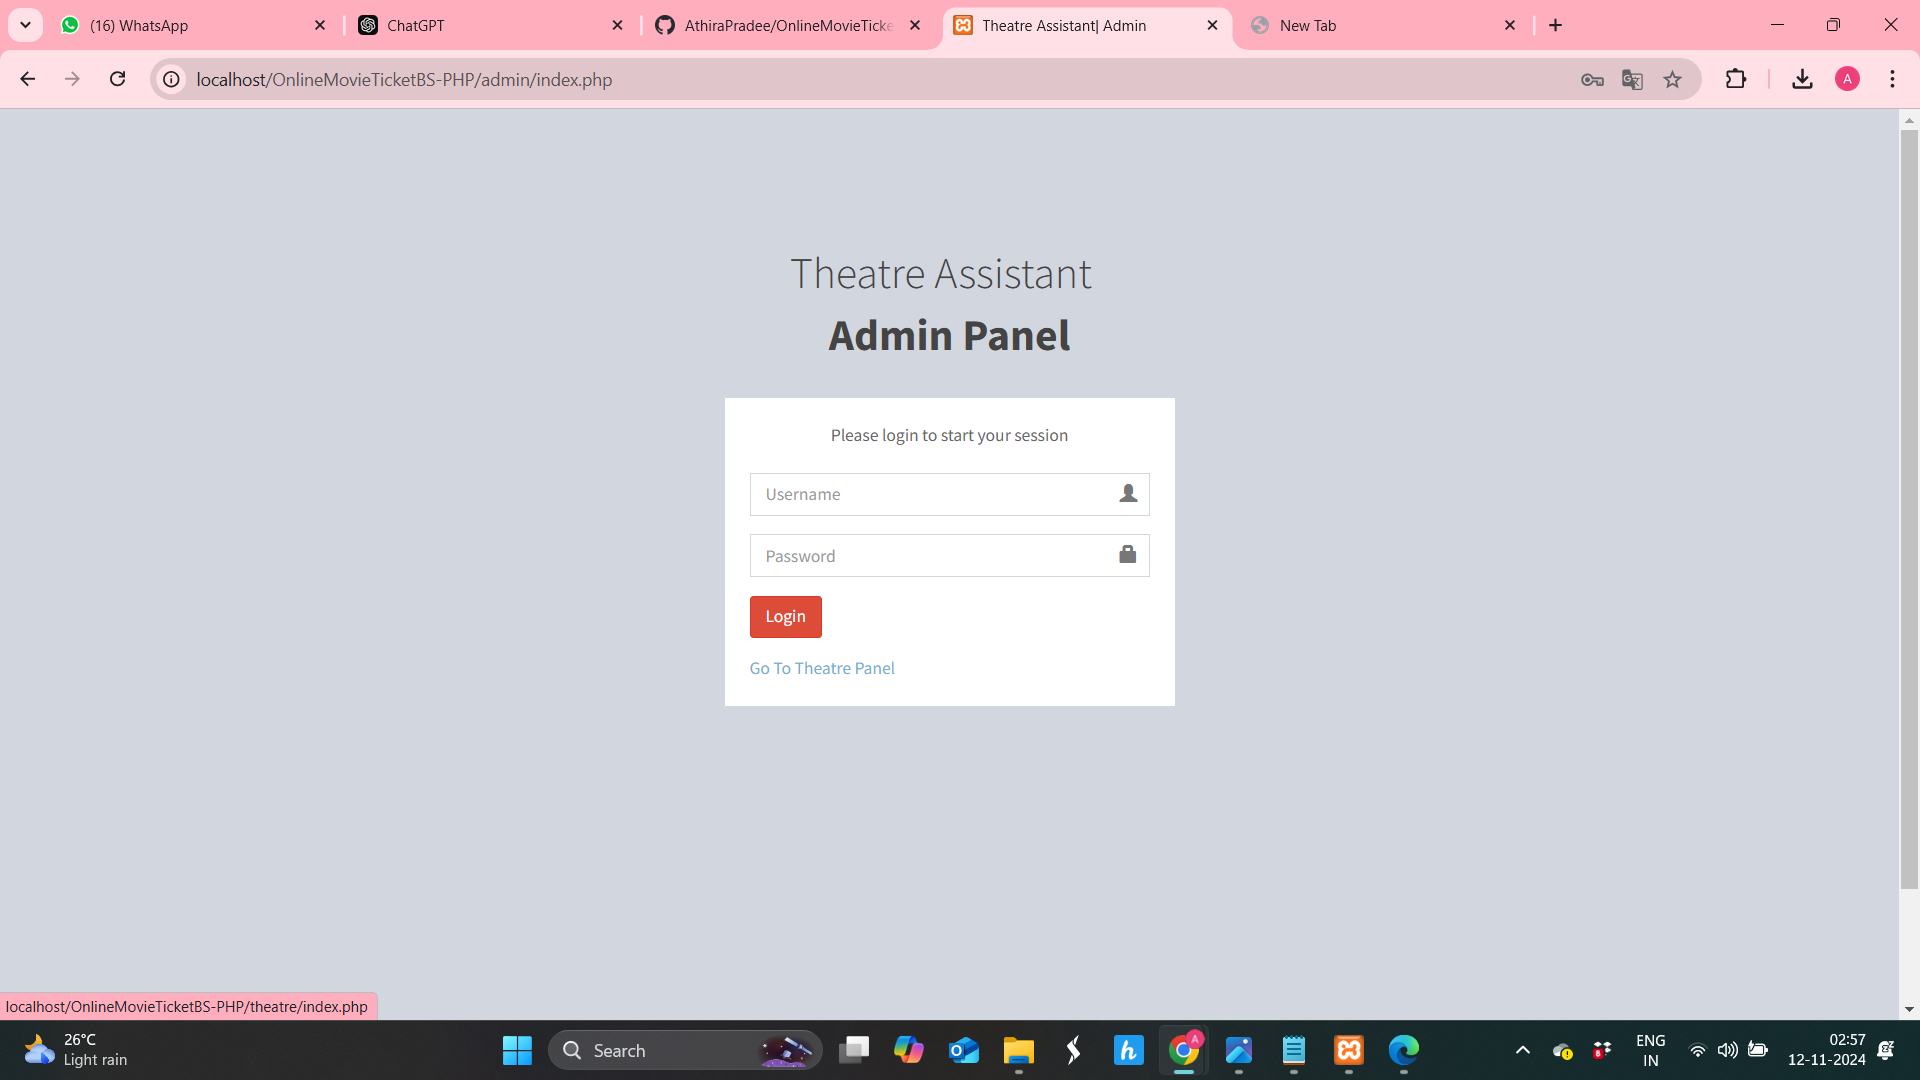 (16) WhatsApp
ChatGPT
AthiraPradee/OnlineMovieTicke
Theatre Assistant| Admin
New Tab
localhost/OnlineMovieTicketBS-PHP/admin/index.php
A
Theatre Assistant
Admin Panel
Please login to start your session
Username
Password
Login
Go To Theatre Panel
localhost/OnlineMovieTicketBS-PHP/theatre/index.php
26°C
Light rain
Search
A
ENG
IN
02:57
12-11-2024